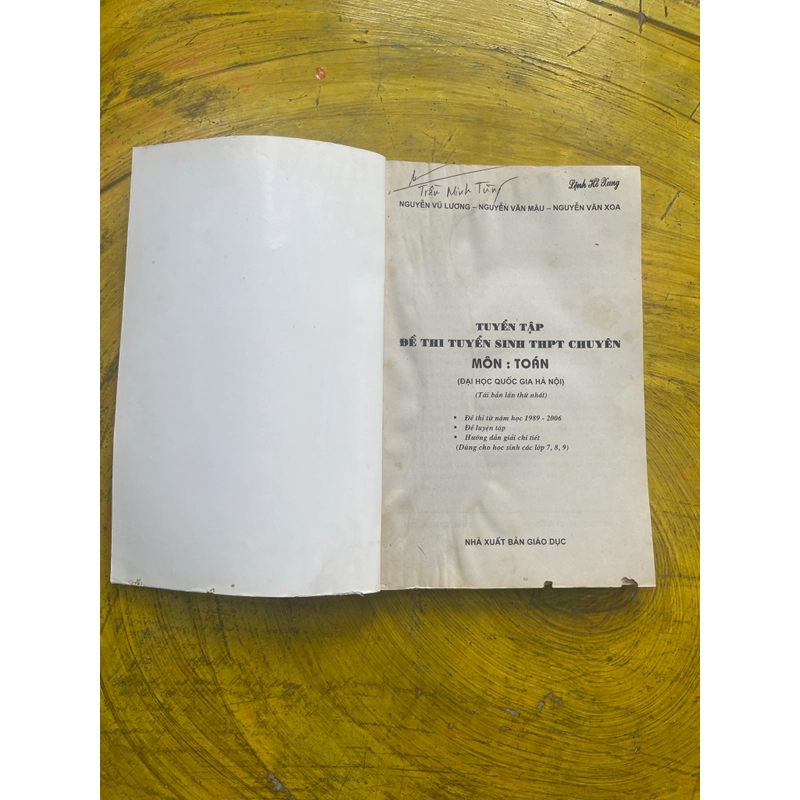 Trần Minh Tùng
Lệnh Hồ Xung
NGUYỄN VŨ LƯƠNG – NGUYỄN VĂN MẬU – NGUYỄN VĂN XOA
TUYỂN TẬP
ĐỀ THI TUYỂN SINH THPT CHUYÊN
MÔN : TOÁN
(ĐẠI HỌC QUỐC GIA HÀ NỘI)
(Tái bản lần thứ nhất)
• Đề thi từ năm học 1989 - 2006
• Đề luyện tập
• Hướng dẫn giải chi tiết
(Dùng cho học sinh các lớp 7, 8, 9)
NHÀ XUẤT BẢN GIÁO DỤC